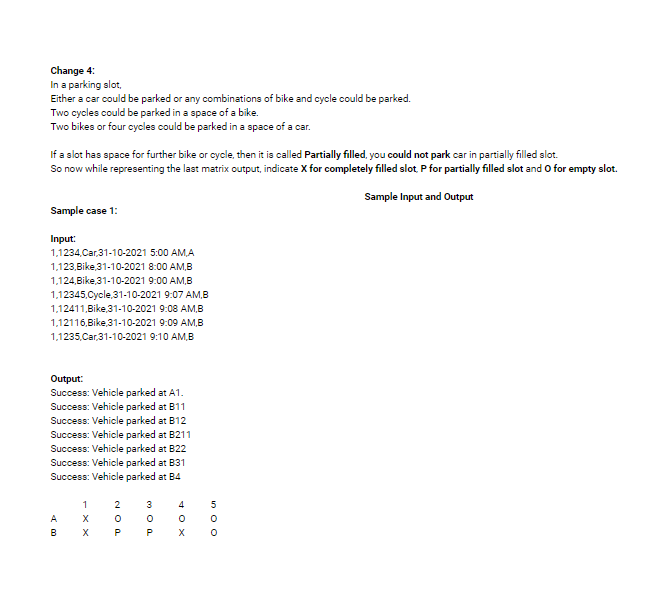 Change 4:
In a parking slot,
Either a car could be parked or any combinations of bike and cycle could be parked.
Two cycles could be parked in a space of a bike.
Two bikes or four cycles could be parked in a space of a car.
If a slot has space for further bike or cycle, then it is called Partially filled, you could not park car in partially filled slot.
So now while representing the last matrix output, indicate X for completely filled slot, P for partially filled slot and O for empty slot.
Sample Input and Output
Sample case 1:
Input:
1,1234,Car,31-10-2021 5:00 AM,A
1,123,Bike,31-10-2021 8:00 AM,B
1,124,Bike,31-10-2021 9:00 AM,B
1,12345,Cycle,31-10-2021 9:07 AM,B
1,12411,Bike,31-10-2021 9:08 AM,B
1,12116,Bike,31-10-2021 9:09 AM,B
1,1235,Car,31-10-2021 9:10 AM,B
Output:
Success: Vehicle parked at A1.
Success: Vehicle parked at B11
Success: Vehicle parked at B12
Success: Vehicle parked at B211
Success: Vehicle parked at B22
Success: Vehicle parked at B31
Success: Vehicle parked at B4
1 2 3 4 5
A X O O O O
B X P P X O